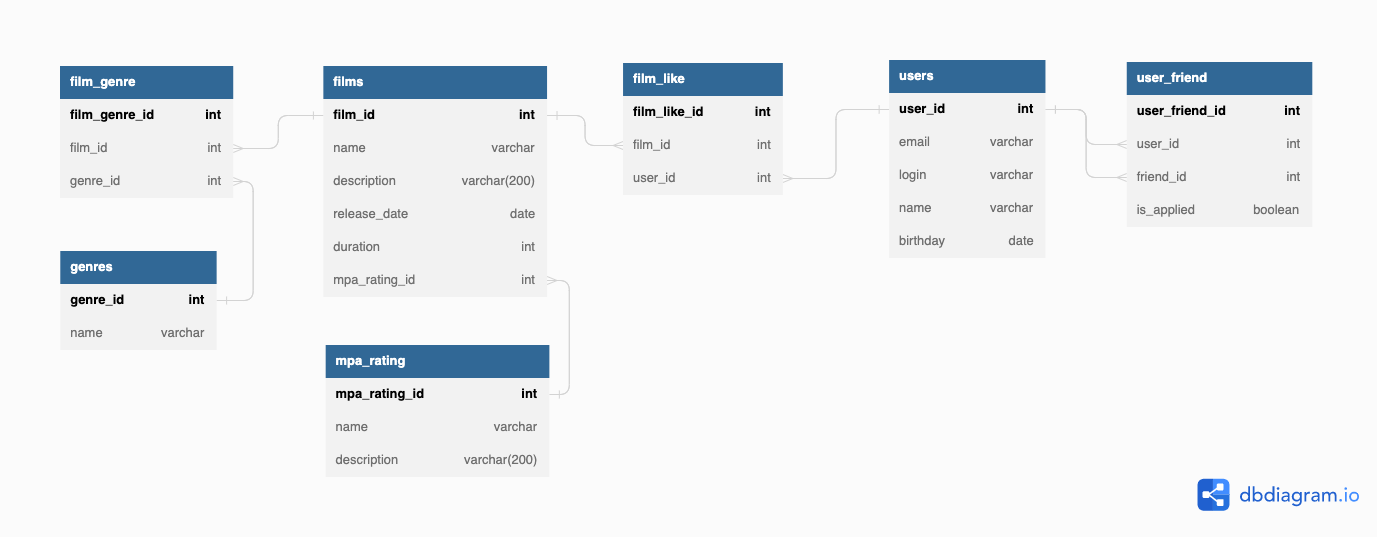 film_genre
film_genre_id int
film_id int
genre_id int
genres
genre_id int
name varchar
films
film_id int
name varchar
description varchar(200)
release_date date
duration int
mpa_rating_id int
mpa_rating
mpa_rating_id int
name varchar
description varchar(200)
film_like
film_like_id int
film_id int
user_id int
users
user_id int
email varchar
login varchar
name varchar
birthday date
user_friend
user_friend_id int
user_id int
friend_id int
is_applied boolean
dbdiagram.io